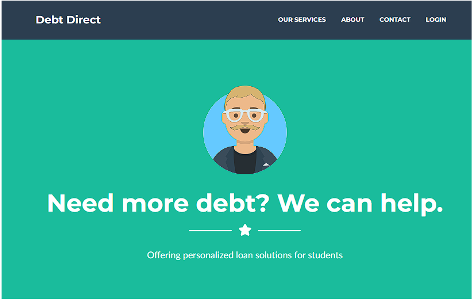 Debt Direct
OUR SERVICES ABOUT CONTACT LOGIN
Need more debt? We can help.
Offering personalized loan solutions for students